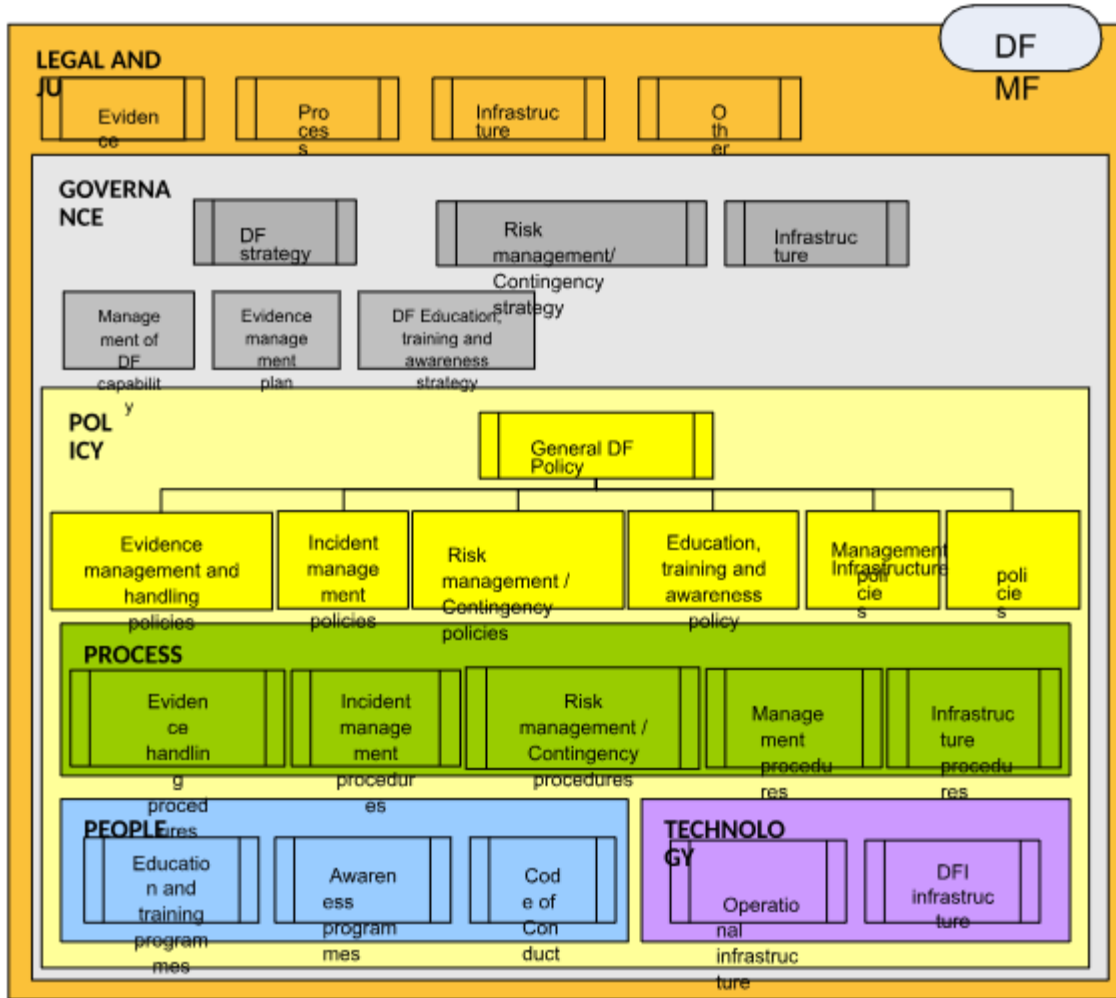 DF
MF
LEGAL AND
JU
Eviden
ce
Pro
ces
s
Infrastruc
ture
O
th
er
GOVERNA
NCE
DF
strategy
Risk
management/
Contingency
strategy
Infrastruc
ture
Manage
ment of
DF
capabilit
y
Evidence
manage
ment
plan
DF Education,
training and
awareness
strategy
POL
ICY
General DF
Policy
Evidence
management and
handling
policies
Incident
manage
ment
policies
Risk
management /
Contingency
policies
Education,
training and
awareness
policy
Management
poli
cie
s
Infrastructure
poli
cie
s
PROCESS
Eviden
ce
handlin
g
proced
ures
Incident
manage
ment
procedur
es
Risk
management /
Contingency
procedures
Manage
ment
procedu
res
Infrastruc
ture
procedu
res
PEOPLE
Educatio
n and
training
program
mes
Awaren
ess
program
mes
Cod
e of
Con
duct
TECHNOLO
GY
Operatio
nal
infrastruc
ture
DFI
infrastruc
ture